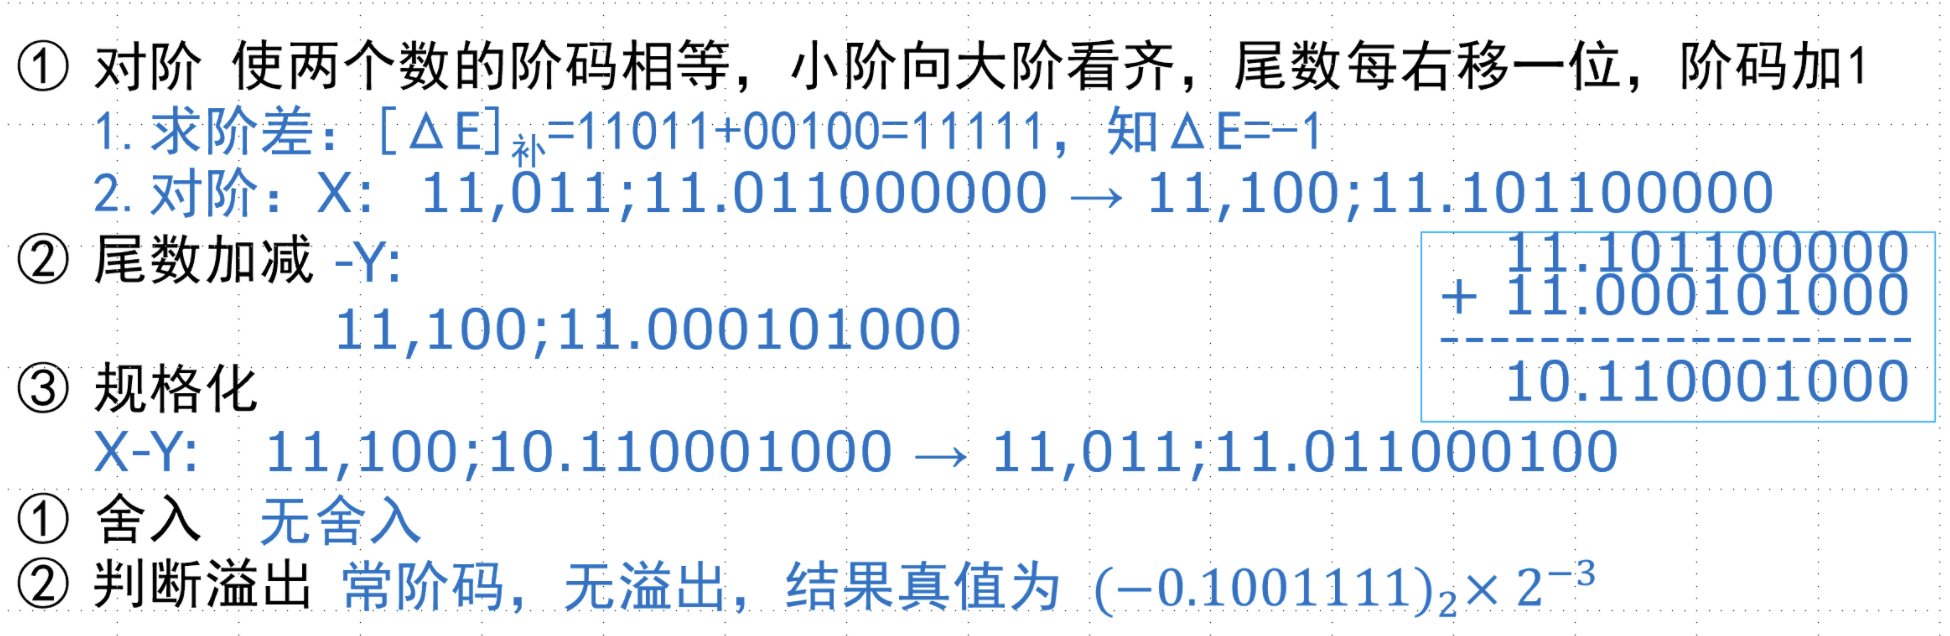 ① 对阶 使两个数的阶码相等，小阶向大阶看齐，尾数每右移一位，阶码加1
1. 求阶差：[ΔE]补=11011+00100=11111，知ΔE=-1
2. 对阶：X: 11,011;11.011000000 → 11,100;11.101100000
② 尾数加减 -Y:
11,100;11.000101000
11.101100000
+ 11.000101000
------------------
10.110001000
③ 规格化
X-Y: 11,100;10.110001000 → 11,011;11.011000100
① 舍入 无舍入
② 判断溢出 常阶码，无溢出，结果真值为 (−0.1001111)₂× 2⁻³